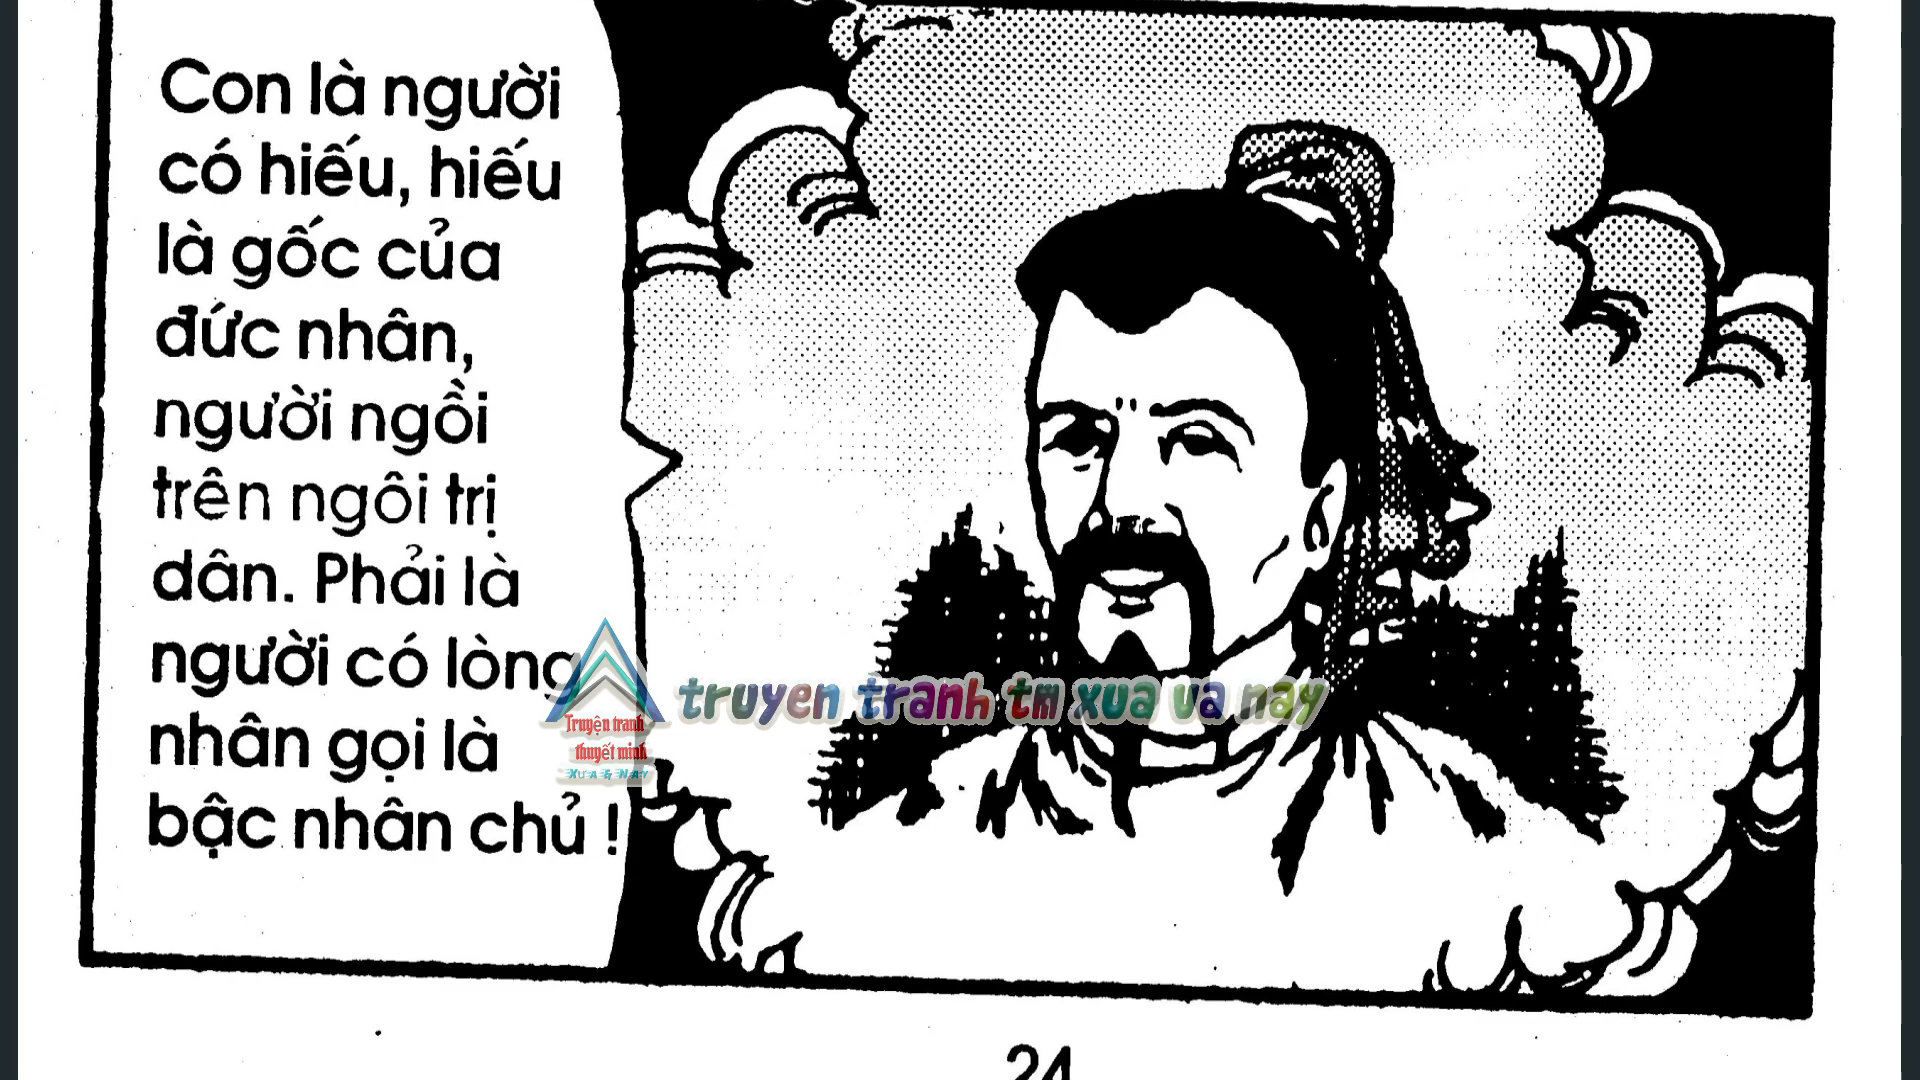 Con là người
có hiếu, hiếu
là gốc của
đức nhân,
người ngồi
trên ngôi trị
dân. Phải là
người có lòng
nhân gọi là
bậc nhân chủ !
truyen tranh tm xua va nay
Truyện tranh
thuyết minh
XƯA & NAY
24